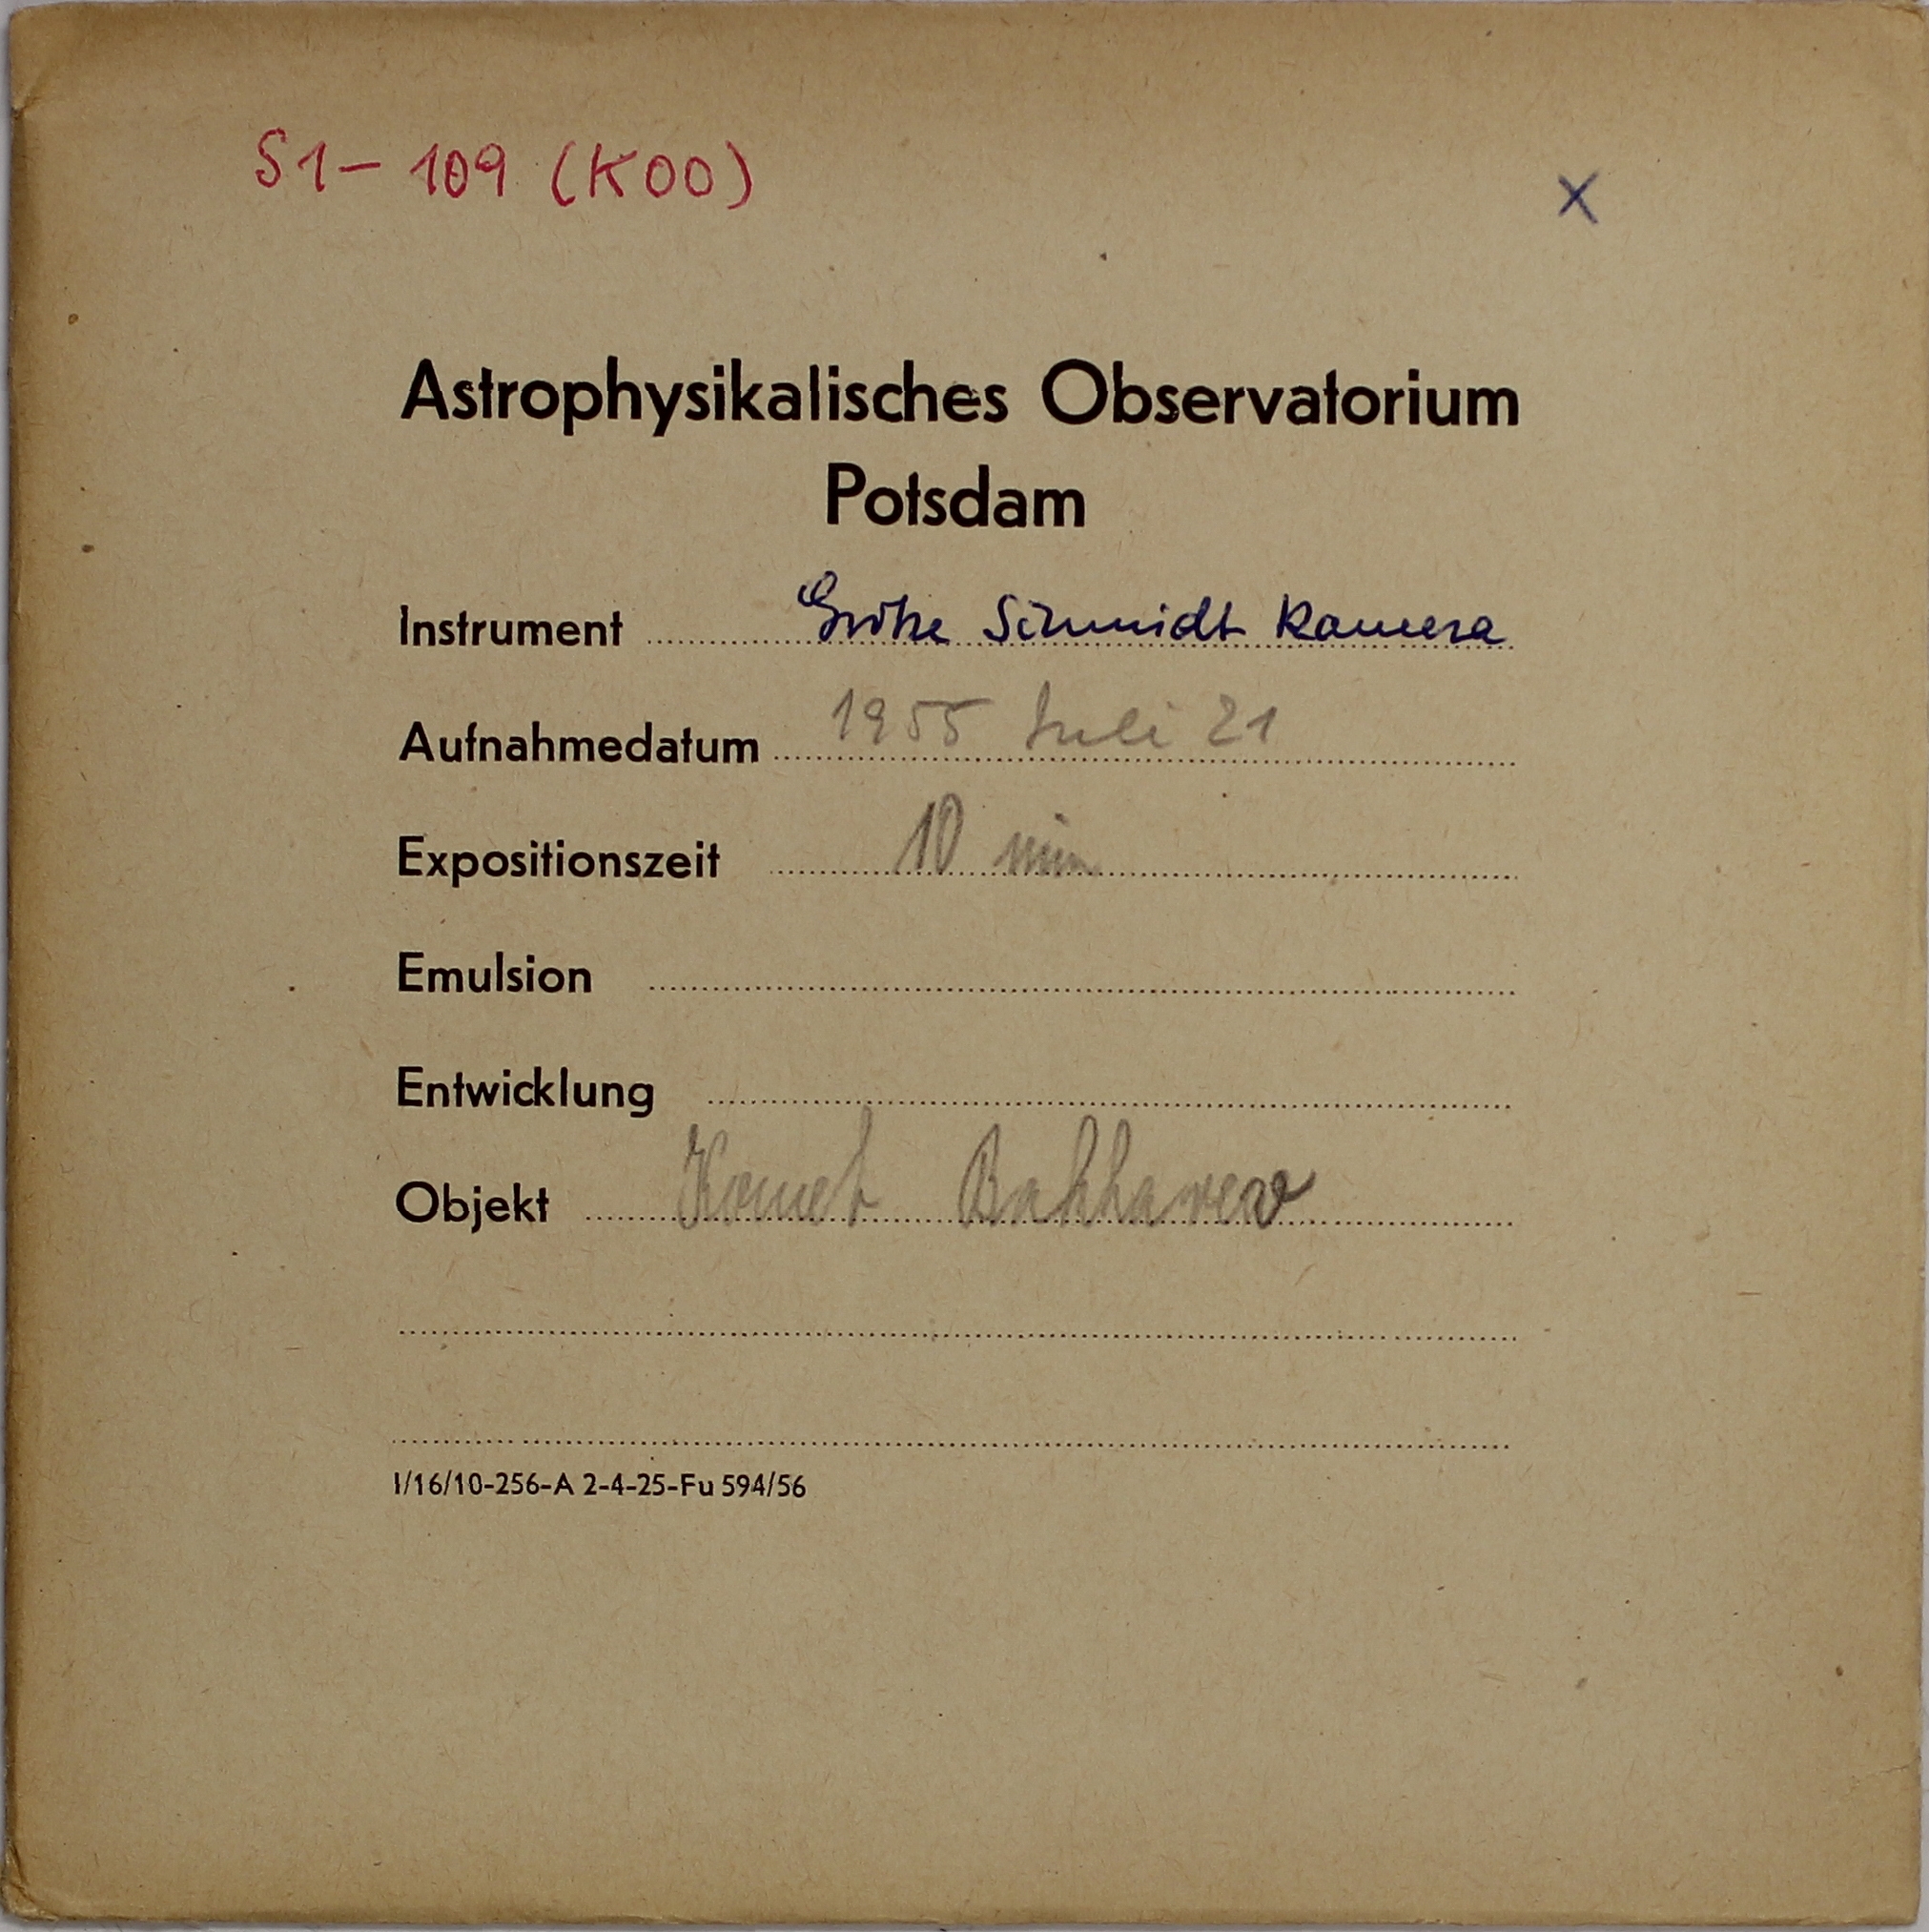 S1- 109 (KOO)
X
Astrophysikalisches Observatorium
Potsdam
Instrument Große Schmidt Kamera
Aufnahmedatum 1955 Juli 21
Expositionszeit 10 min
Emulsion
Entwicklung
Objekt Komet Bakharev
I/16/10-256-A 2-4-25-Fu 594/56